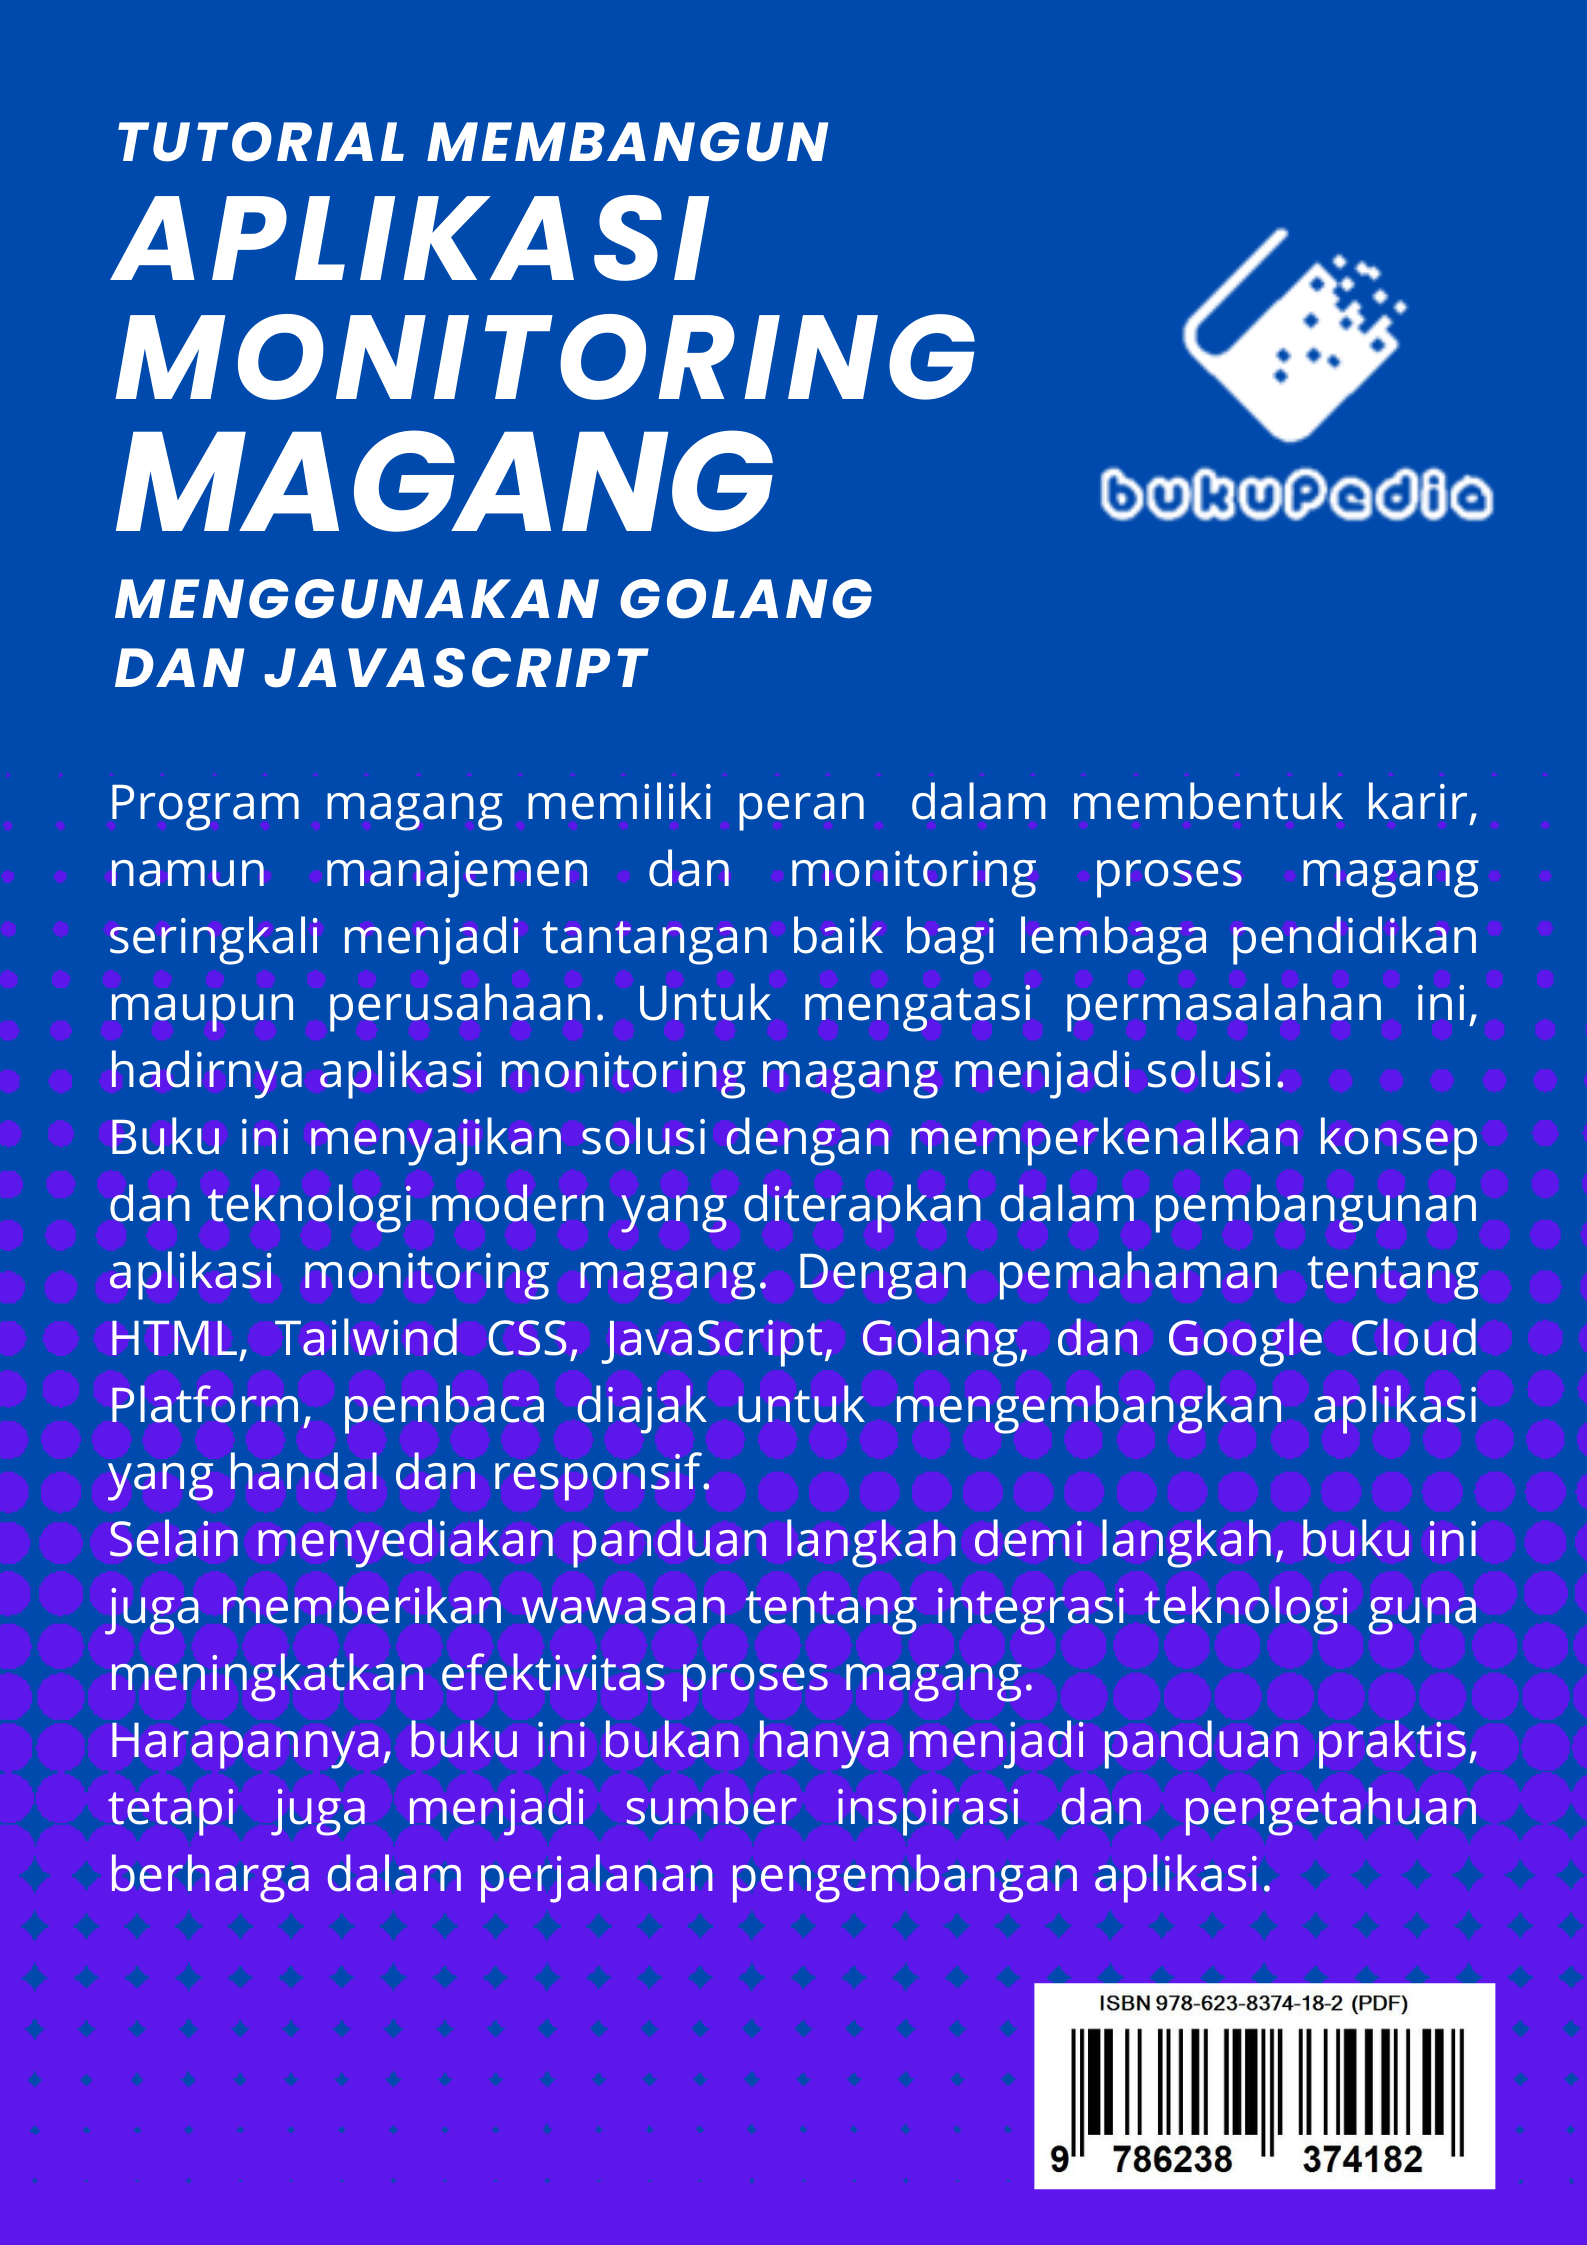 TUTORIAL MEMBANGUN
APLIKASI
MONITORING
MAGANG
MENGGUNAKAN GOLANG
DAN JAVASCRIPT
bukuPedia
Program magang memiliki peran dalam membentuk karir,
namun manajemen dan monitoring proses magang
seringkali menjadi tantangan baik bagi lembaga pendidikan
maupun perusahaan. Untuk mengatasi permasalahan ini,
hadirnya aplikasi monitoring magang menjadi solusi.
Buku ini menyajikan solusi dengan memperkenalkan konsep
dan teknologi modern yang diterapkan dalam pembangunan
aplikasi monitoring magang. Dengan pemahaman tentang
HTML, Tailwind CSS, JavaScript, Golang, dan Google Cloud
Platform, pembaca diajak untuk mengembangkan aplikasi
yang handal dan responsif.
Selain menyediakan panduan langkah demi langkah, buku ini
juga memberikan wawasan tentang integrasi teknologi guna
meningkatkan efektivitas proses magang.
Harapannya, buku ini bukan hanya menjadi panduan praktis,
tetapi juga menjadi sumber inspirasi dan pengetahuan
berharga dalam perjalanan pengembangan aplikasi.
ISBN 978-623-8374-18-2 (PDF)
9 786238 374182